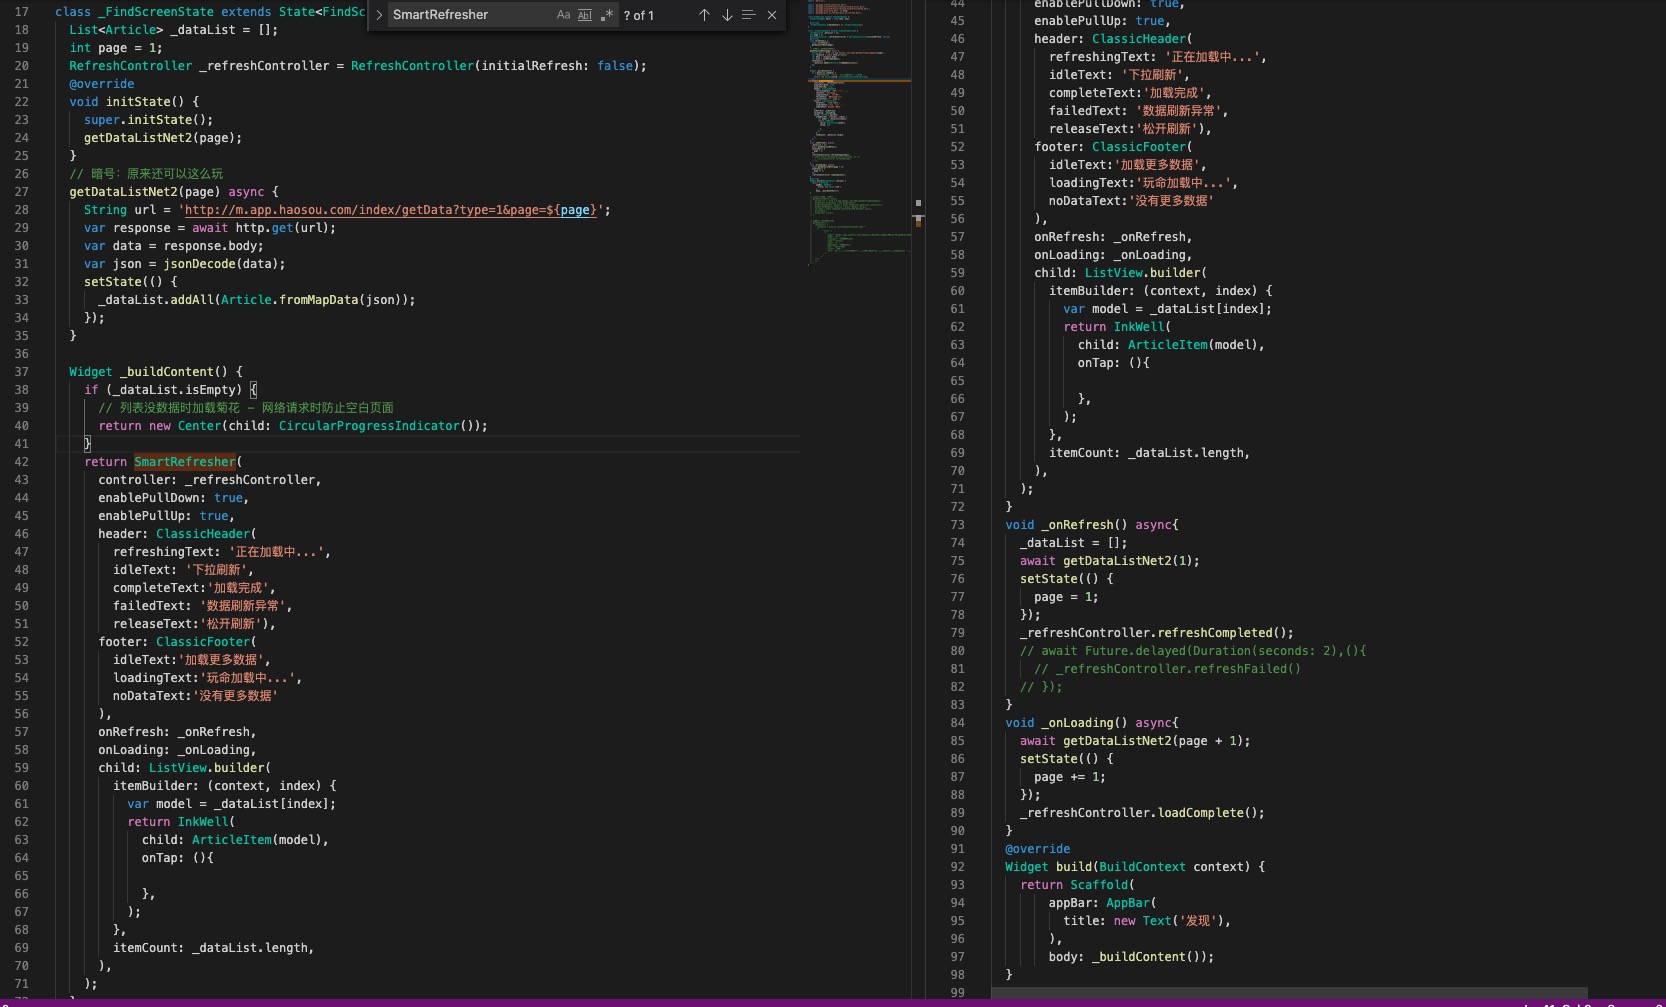 SmartRefresher
Aa
Abl
.*
? of 1
17 class _FindScreenState extends State<FindSc
18 List<Article> _dataList = [];
19 int page = 1;
20 RefreshController _refreshController = RefreshController(initialRefresh: false);
21 @override
22 void initState() {
23 super.initState();
24 getDataListNet2(page);
25 }
26 // 暗号：原来还可以这么玩
27 getDataListNet2(page) async {
28 String url = 'http://m.app.haosou.com/index/getData?type=1&page=${page}';
29 var response = await http.get(url);
30 var data = response.body;
31 var json = jsonDecode(data);
32 setState(() {
33 _dataList.addAll(Article.fromMapData(json));
34 });
35 }
36
37 Widget _buildContent() {
38 if (_dataList.isEmpty) {
39 // 列表没数据时加载菊花 - 网络请求时防止空白页面
40 return new Center(child: CircularProgressIndicator());
41 }
42 return SmartRefresher(
43 controller: _refreshController,
44 enablePullDown: true,
45 enablePullUp: true,
46 header: ClassicHeader(
47 refreshingText: '正在加载中...',
48 idleText: '下拉刷新',
49 completeText:'加载完成',
50 failedText: '数据刷新异常',
51 releaseText:'松开刷新'),
52 footer: ClassicFooter(
53 idleText:'加载更多数据',
54 loadingText:'玩命加载中...',
55 noDataText:'没有更多数据'
56 ),
57 onRefresh: _onRefresh,
58 onLoading: _onLoading,
59 child: ListView.builder(
60 itemBuilder: (context, index) {
61 var model = _dataList[index];
62 return InkWell(
63 child: ArticleItem(model),
64 onTap: (){
65
66 },
67 );
68 },
69 itemCount: _dataList.length,
70 ),
71 );
44 enablePullDown: true,
45 enablePullUp: true,
46 header: ClassicHeader(
47 refreshingText: '正在加载中...',
48 idleText: '下拉刷新',
49 completeText:'加载完成',
50 failedText: '数据刷新异常',
51 releaseText:'松开刷新'),
52 footer: ClassicFooter(
53 idleText:'加载更多数据',
54 loadingText:'玩命加载中...',
55 noDataText:'没有更多数据'
56 ),
57 onRefresh: _onRefresh,
58 onLoading: _onLoading,
59 child: ListView.builder(
60 itemBuilder: (context, index) {
61 var model = _dataList[index];
62 return InkWell(
63 child: ArticleItem(model),
64 onTap: (){
65
66 },
67 );
68 },
69 itemCount: _dataList.length,
70 ),
71 );
72 }
73 void _onRefresh() async{
74 _dataList = [];
75 await getDataListNet2(1);
76 setState(() {
77 page = 1;
78 });
79 _refreshController.refreshCompleted();
80 // await Future.delayed(Duration(seconds: 2),(){
81 // _refreshController.refreshFailed()
82 // });
83 }
84 void _onLoading() async{
85 await getDataListNet2(page + 1);
86 setState(() {
87 page += 1;
88 });
89 _refreshController.loadComplete();
90 }
91 @override
92 Widget build(BuildContext context) {
93 return Scaffold(
94 appBar: AppBar(
95 title: new Text('发现'),
96 ),
97 body: _buildContent());
98 }
99